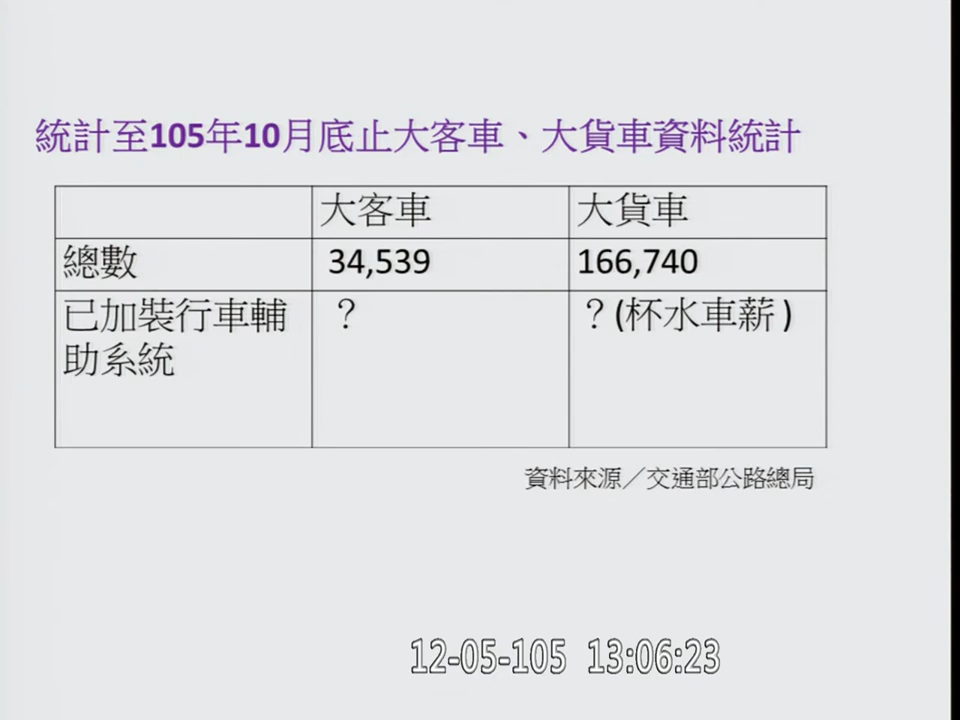 統計至105年10月底止大客車、大貨車資料統計
大客車 大貨車
總數 34,539 166,740
已加裝行車輔 ? ?(杯水車薪)
助系統
資料來源／交通部公路總局
12-05-105 13:06:23